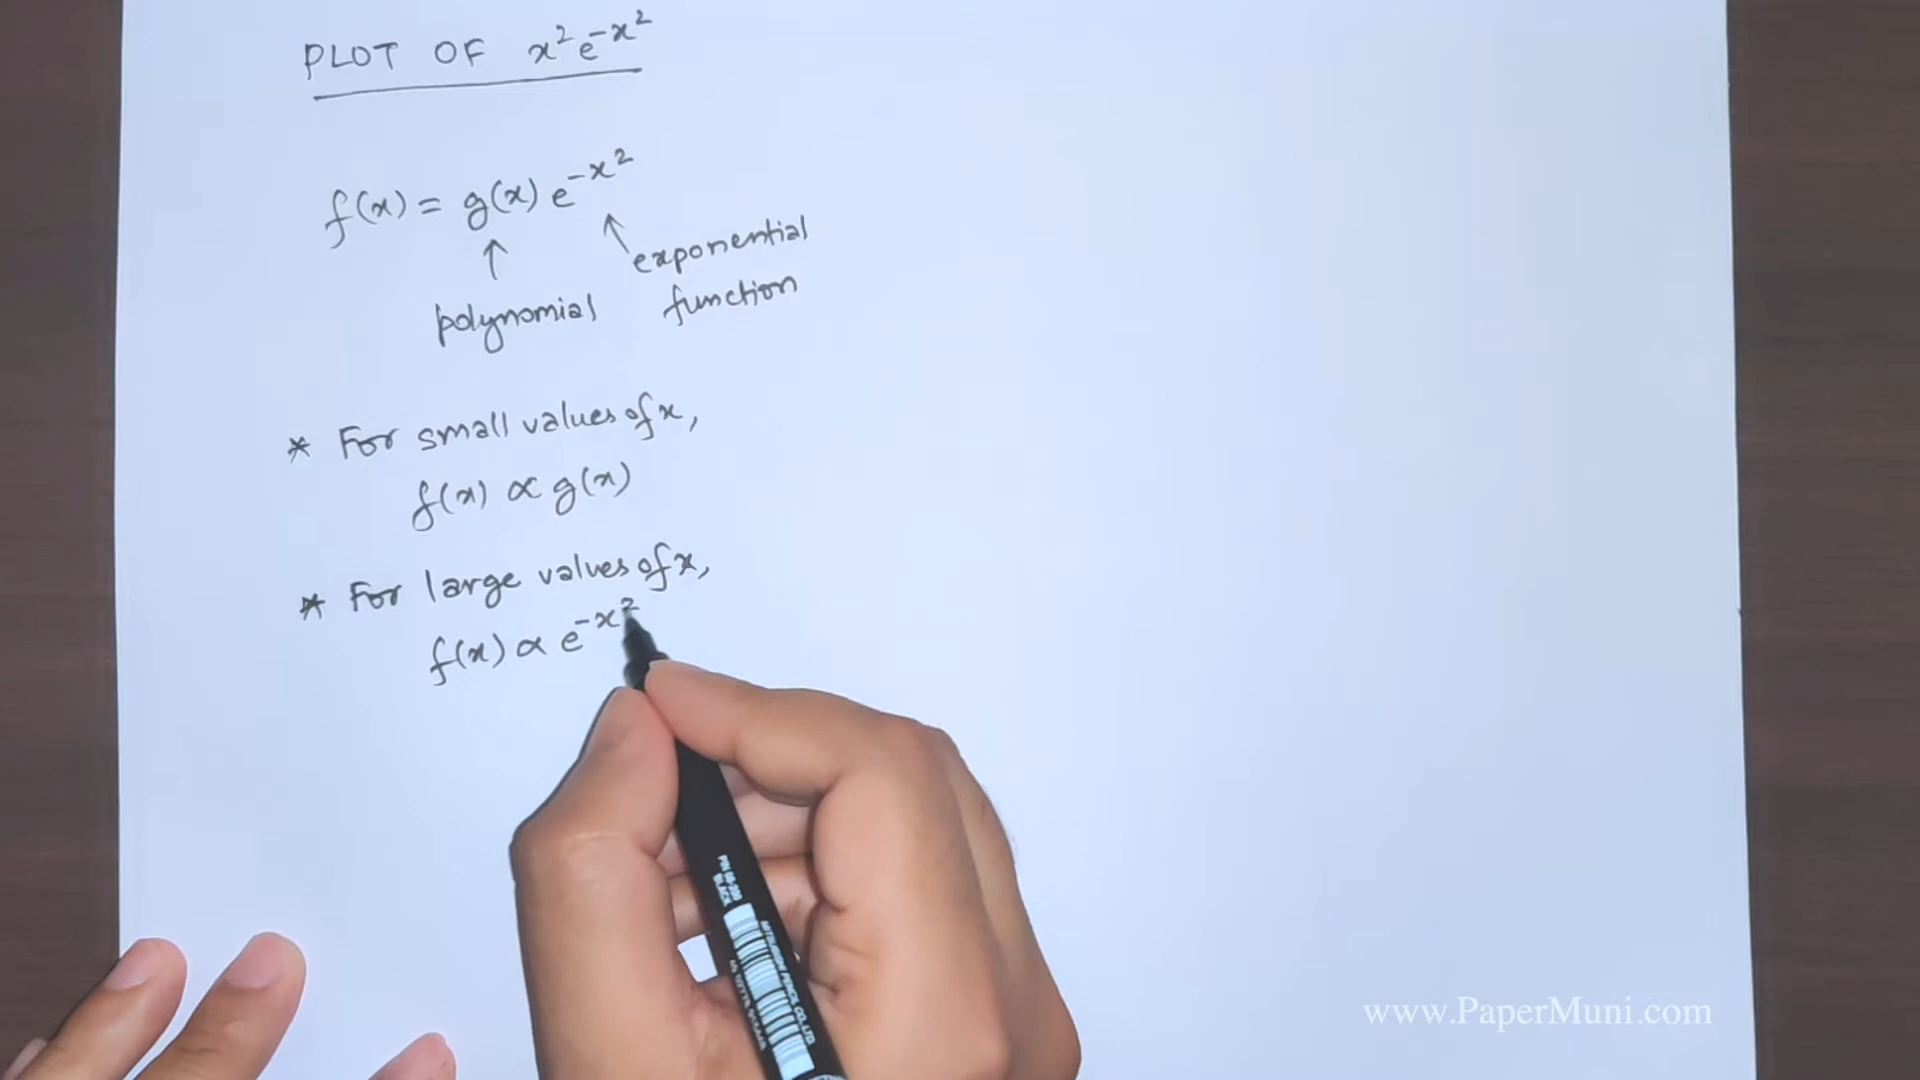 PLOT OF x²e^{-x²}
f(x) = g(x) e^{-x²}
↑ ↑
exponential
function
polynomial
* For small values of x,
f(x) ∝ g(x)
* For large values of x,
f(x) ∝ e^{-x²}
www.PaperMuni.com